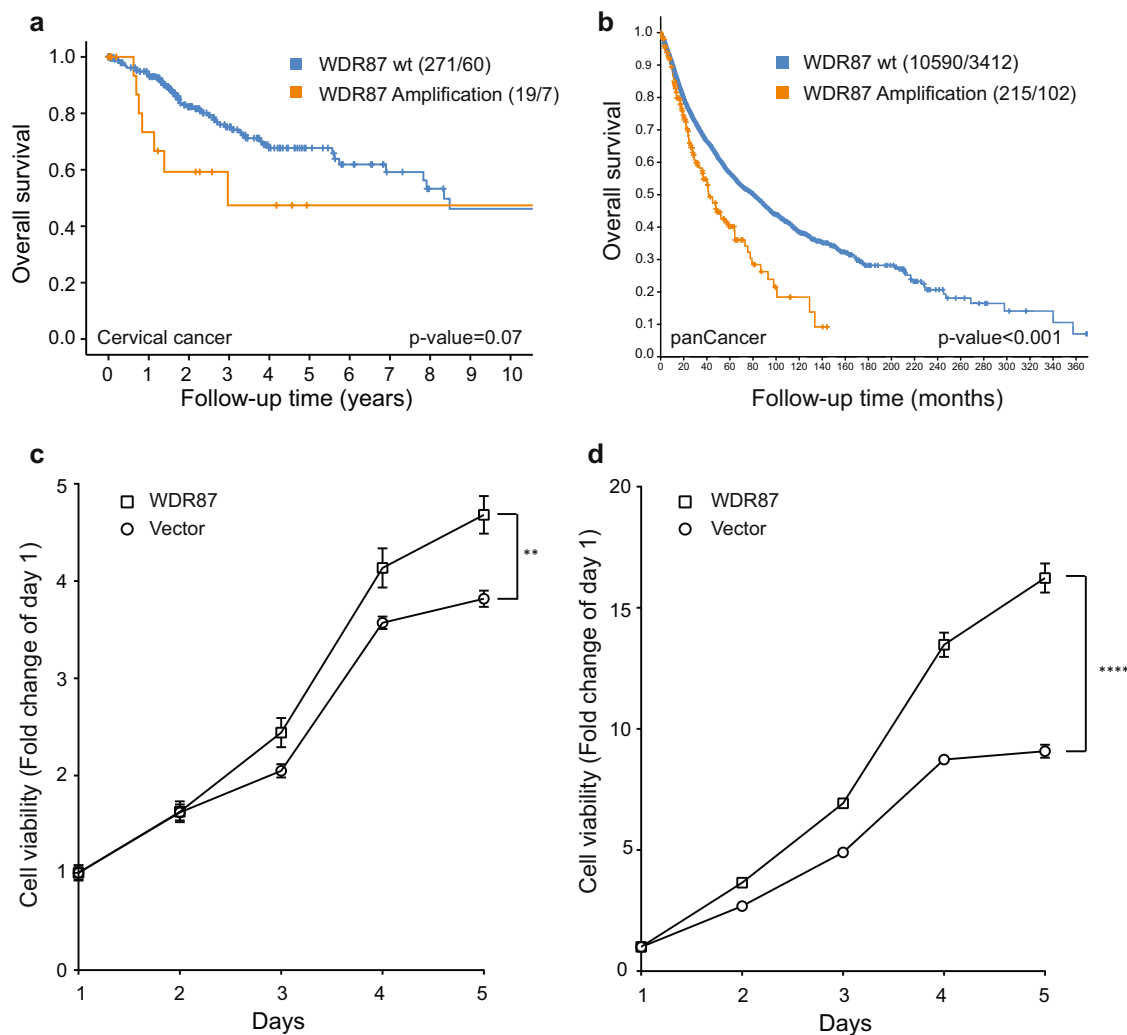 a
1.0
0.8
0.6
0.4
0.2
0.0
Overall survival
WDR87 wt (271/60)
WDR87 Amplification (19/7)
Cervical cancer
p-value=0.07
0 1 2 3 4 5 6 7 8 9 10
Follow-up time (years)
b
1.0
0.9
0.8
0.7
0.6
0.5
0.4
0.3
0.2
0.1
0.0
Overall survival
WDR87 wt (10590/3412)
WDR87 Amplification (215/102)
panCancer
p-value<0.001
0 20 40 60 80 100 120 140 160 180 200 220 240 260 280 300 320 340 360
Follow-up time (months)
c
5
4
3
2
1
0
Cell viability (Fold change of day 1)
WDR87
Vector
**
1 2 3 4 5
Days
d
20
15
10
5
0
Cell viability (Fold change of day 1)
WDR87
Vector
****
1 2 3 4 5
Days